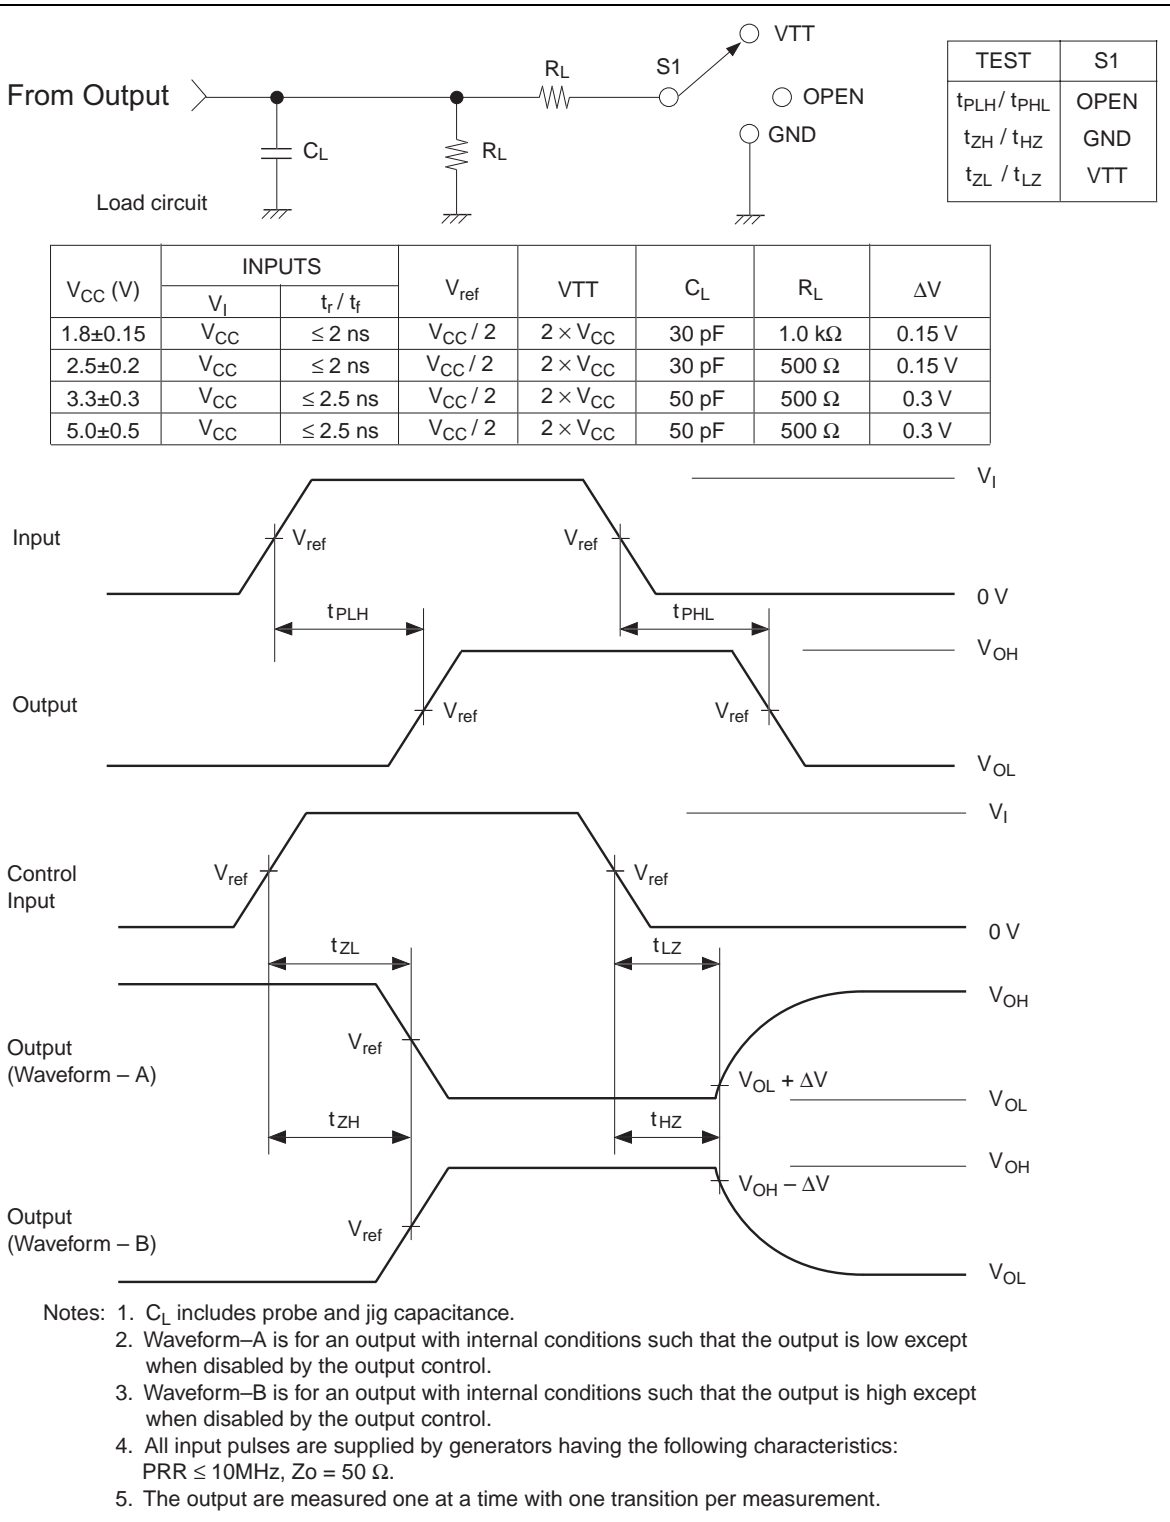 VTT
From Output
RL
S1
OPEN
GND
CL
RL
Load circuit
TEST S1
tPLH / tPHL OPEN
tZH / tHZ GND
tZL / tLZ VTT
VCC (V) INPUTS Vref VTT CL RL ΔV
VI tr / tf
1.8±0.15 VCC ≤ 2 ns VCC / 2 2 × VCC 30 pF 1.0 kΩ 0.15 V
2.5±0.2 VCC ≤ 2 ns VCC / 2 2 × VCC 30 pF 500 Ω 0.15 V
3.3±0.3 VCC ≤ 2.5 ns VCC / 2 2 × VCC 50 pF 500 Ω 0.3 V
5.0±0.5 VCC ≤ 2.5 ns VCC / 2 2 × VCC 50 pF 500 Ω 0.3 V
VI
Input Vref Vref
0 V
tPLH tPHL
VOH
Output Vref Vref
VOL
VI
Control
Input
Vref Vref
0 V
tZL tLZ
VOH
Output
(Waveform – A)
Vref
VOL + ΔV
VOL
tZH tHZ
VOH
VOH – ΔV
Output
(Waveform – B)
Vref
VOL
Notes: 1. CL includes probe and jig capacitance.
2. Waveform–A is for an output with internal conditions such that the output is low except
when disabled by the output control.
3. Waveform–B is for an output with internal conditions such that the output is high except
when disabled by the output control.
4. All input pulses are supplied by generators having the following characteristics:
PRR ≤ 10MHz, Zo = 50 Ω.
5. The output are measured one at a time with one transition per measurement.